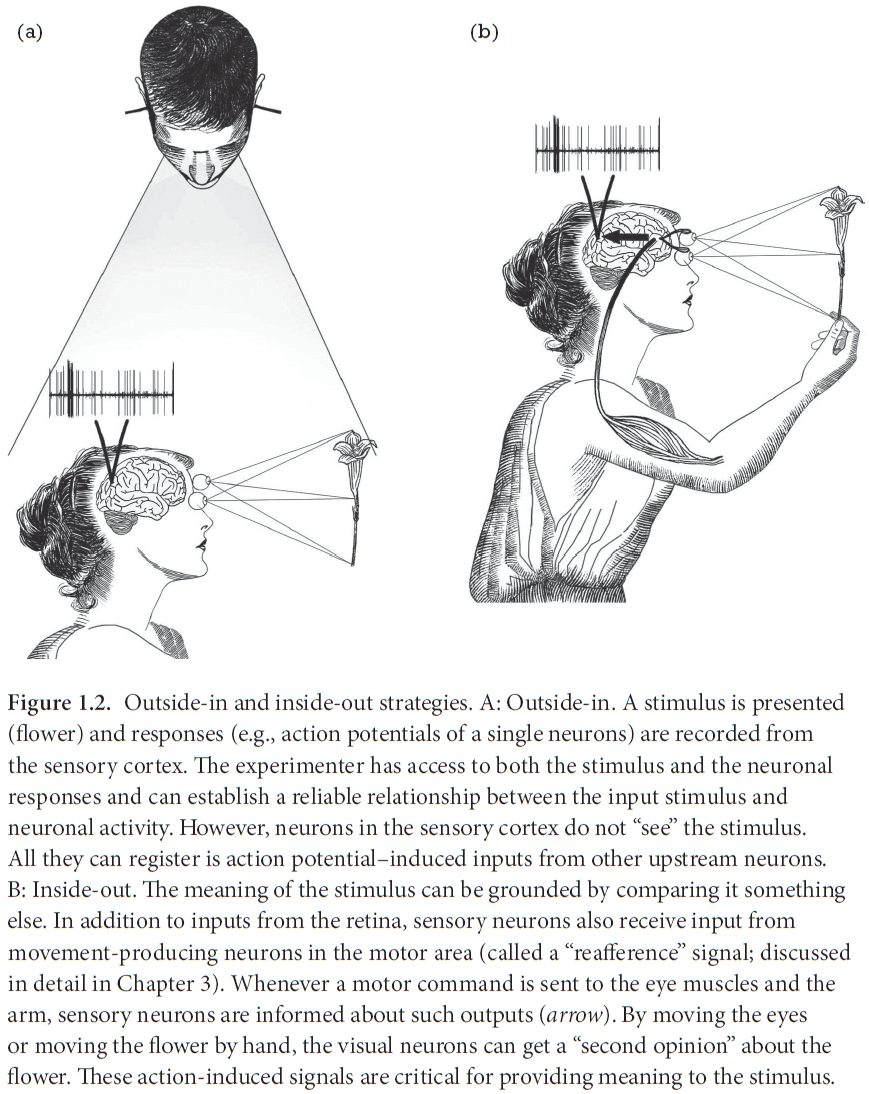 (a)
(b)
Figure 1.2. Outside-in and inside-out strategies. A: Outside-in. A stimulus is presented
(flower) and responses (e.g., action potentials of a single neurons) are recorded from
the sensory cortex. The experimenter has access to both the stimulus and the neuronal
responses and can establish a reliable relationship between the input stimulus and
neuronal activity. However, neurons in the sensory cortex do not “see” the stimulus.
All they can register is action potential–induced inputs from other upstream neurons.
B: Inside-out. The meaning of the stimulus can be grounded by comparing it something
else. In addition to inputs from the retina, sensory neurons also receive input from
movement-producing neurons in the motor area (called a “reafference” signal; discussed
in detail in Chapter 3). Whenever a motor command is sent to the eye muscles and the
arm, sensory neurons are informed about such outputs (arrow). By moving the eyes
or moving the flower by hand, the visual neurons can get a “second opinion” about the
flower. These action-induced signals are critical for providing meaning to the stimulus.